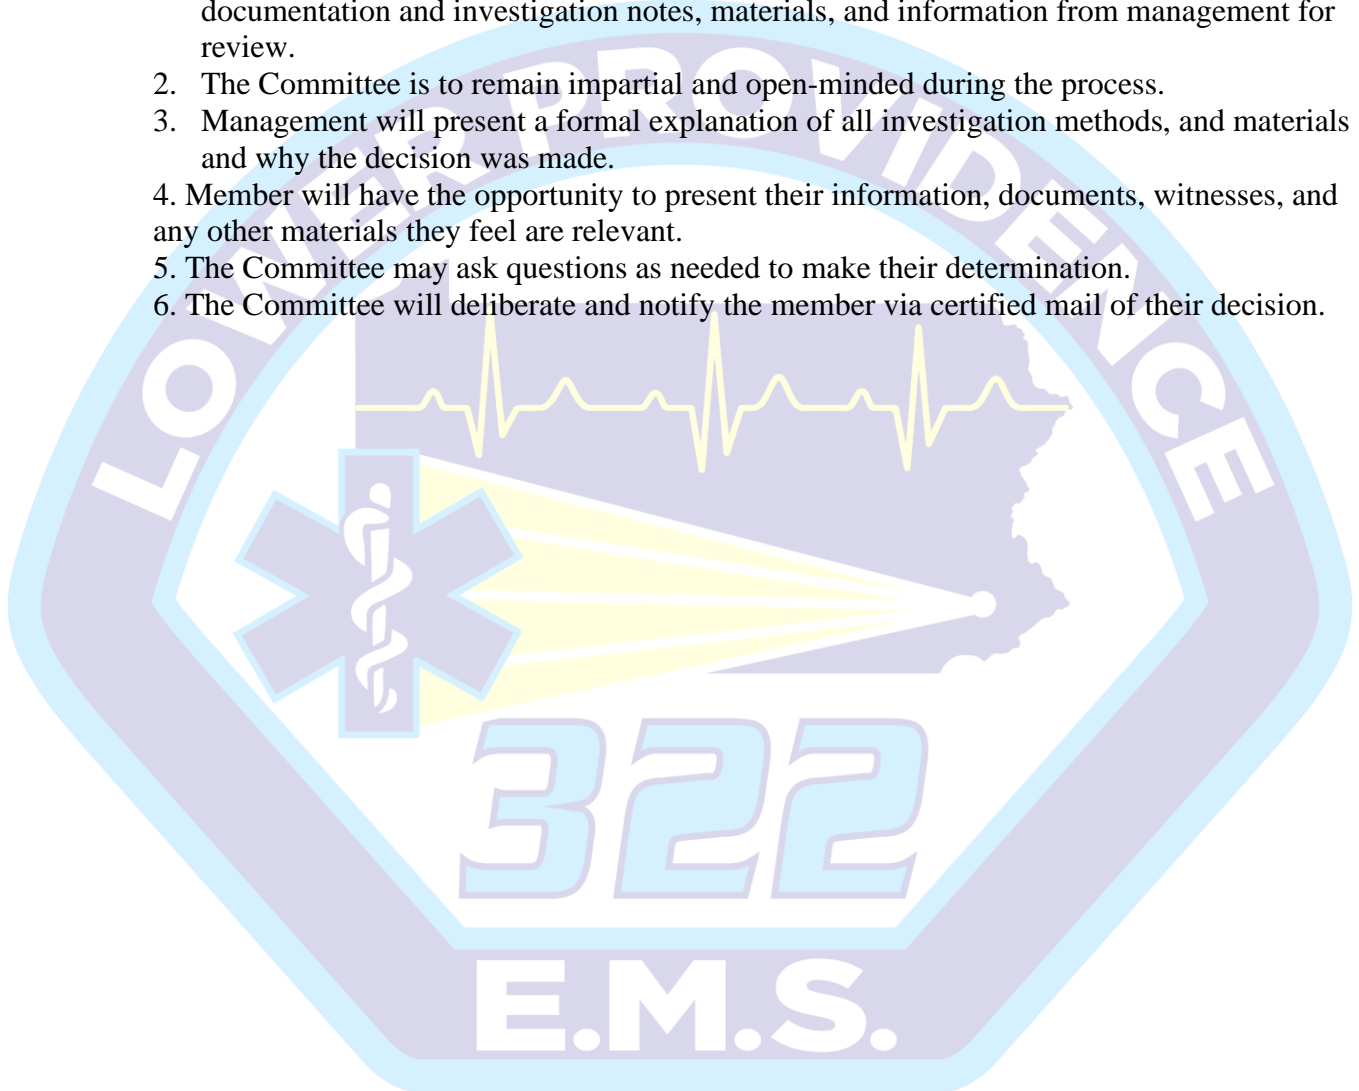 documentation and investigation notes, materials, and information from management for
review.
2. The Committee is to remain impartial and open-minded during the process.
3. Management will present a formal explanation of all investigation methods, and materials
and why the decision was made.
4. Member will have the opportunity to present their information, documents, witnesses, and
any other materials they feel are relevant.
5. The Committee may ask questions as needed to make their determination.
6. The Committee will deliberate and notify the member via certified mail of their decision.
LOWER PROVIDENCE
322
E.M.S.